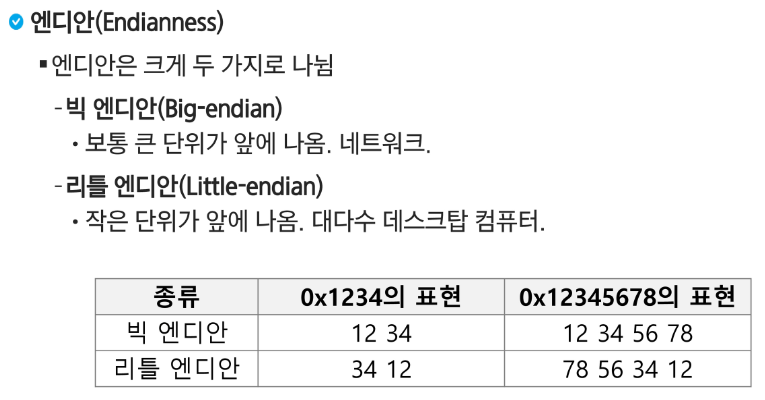 엔디안(Endianness)
▪엔디안은 크게 두 가지로 나뉨
-빅 엔디안(Big-endian)
• 보통 큰 단위가 앞에 나옴. 네트워크.
-리틀 엔디안(Little-endian)
• 작은 단위가 앞에 나옴. 대다수 데스크탑 컴퓨터.
종류 0x1234의 표현 0x12345678의 표현
빅 엔디안 12 34 12 34 56 78
리틀 엔디안 34 12 78 56 34 12